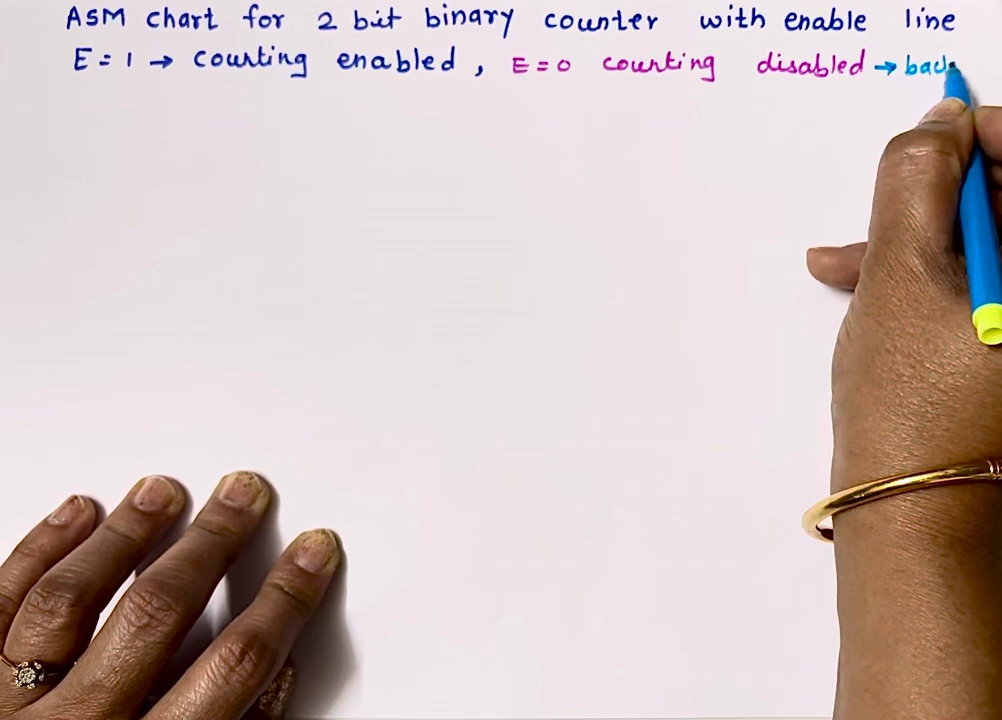 ASM chart for 2 bit binary counter with enable line
E = 1 → counting enabled , E = 0 counting disabled →